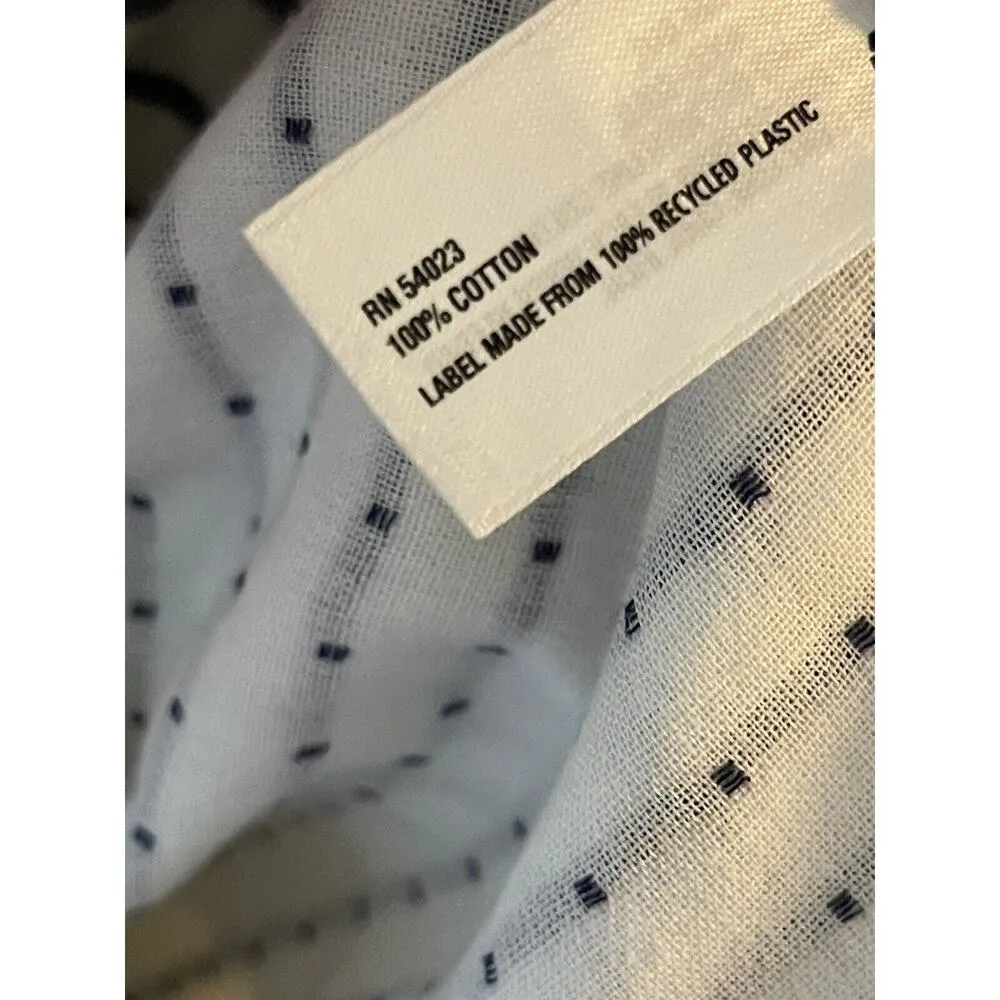 RN 54023
100% COTTON
LABEL MADE FROM 100% RECYCLED PLASTIC